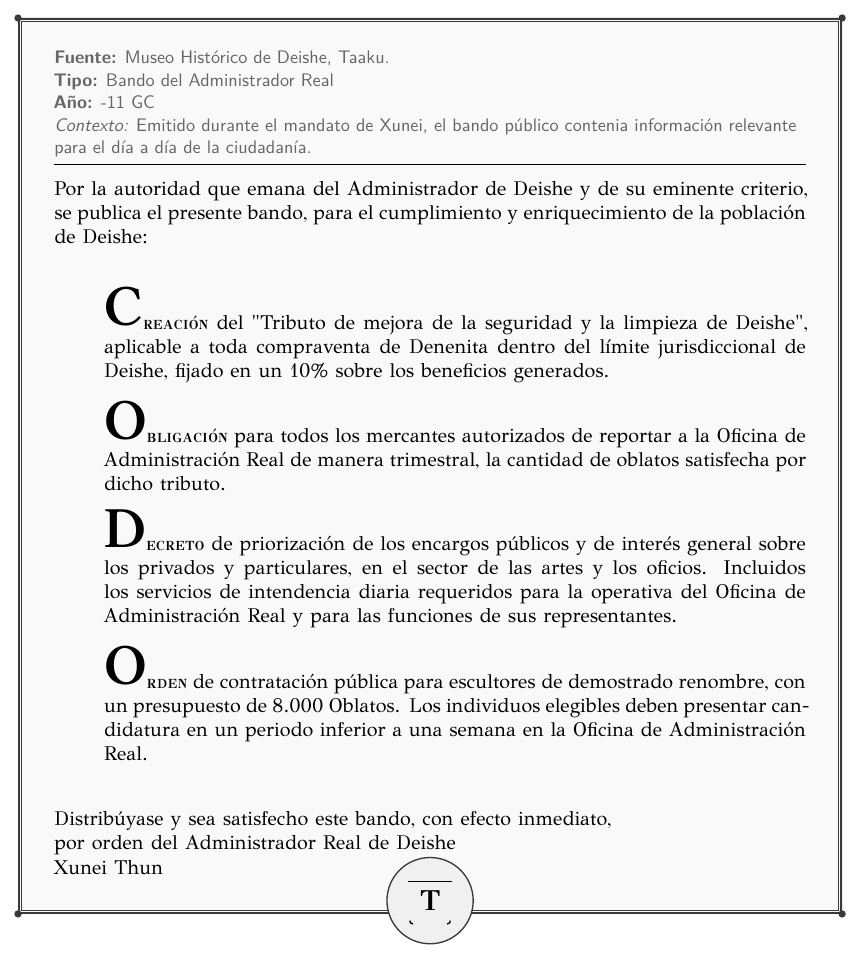 Fuente: Museo Histórico de Deishe, Taaku.
Tipo: Bando del Administrador Real
Año: -11 GC
Contexto: Emitido durante el mandato de Xunei, el bando público contenia información relevante
para el día a día de la ciudadanía.
Por la autoridad que emana del Administrador de Deishe y de su eminente criterio,
se publica el presente bando, para el cumplimiento y enriquecimiento de la población
de Deishe:
CREACIÓN del "Tributo de mejora de la seguridad y la limpieza de Deishe",
aplicable a toda compraventa de Denenita dentro del límite jurisdiccional de
Deishe, fijado en un 10% sobre los beneficios generados.
OBLIGACIÓN para todos los mercantes autorizados de reportar a la Oficina de
Administración Real de manera trimestral, la cantidad de oblatos satisfecha por
dicho tributo.
DECRETO de priorización de los encargos públicos y de interés general sobre
los privados y particulares, en el sector de las artes y los oficios. Incluidos
los servicios de intendencia diaria requeridos para la operativa del Oficina de
Administración Real y para las funciones de sus representantes.
ORDEN de contratación pública para escultores de demostrado renombre, con
un presupuesto de 8.000 Oblatos. Los individuos elegibles deben presentar can-
didatura en un periodo inferior a una semana en la Oficina de Administración
Real.
Distribúyase y sea satisfecho este bando, con efecto inmediato,
por orden del Administrador Real de Deishe
Xunei Thun
T